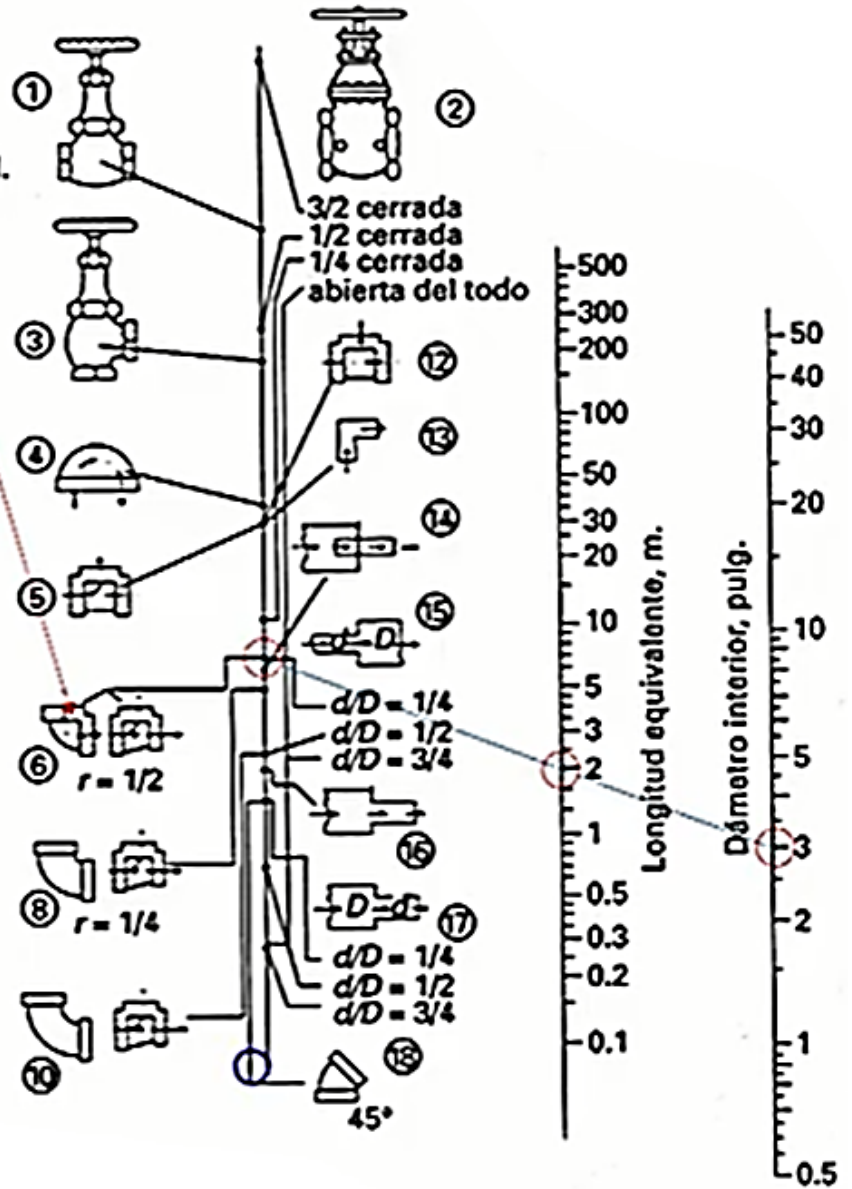 ①
②
3/2 cerrada
1/2 cerrada
1/4 cerrada
abierta del todo
③
⑫
④
⑬
⑭
⑤
⑮
D
d/D = 1/4
d/D = 1/2
d/D = 3/4
⑥
r = 1/2
⑯
⑧
r = 1/4
D d
⑰
d/D = 1/4
d/D = 1/2
d/D = 3/4
⑩
⑱
45°
500
300
200
100
50
30
20
10
5
3
2
1
0.5
0.3
0.2
0.1
Longitud equivalonto, m.
50
40
30
20
10
5
3
2
1
0.5
Dámotro intorior, pulg.